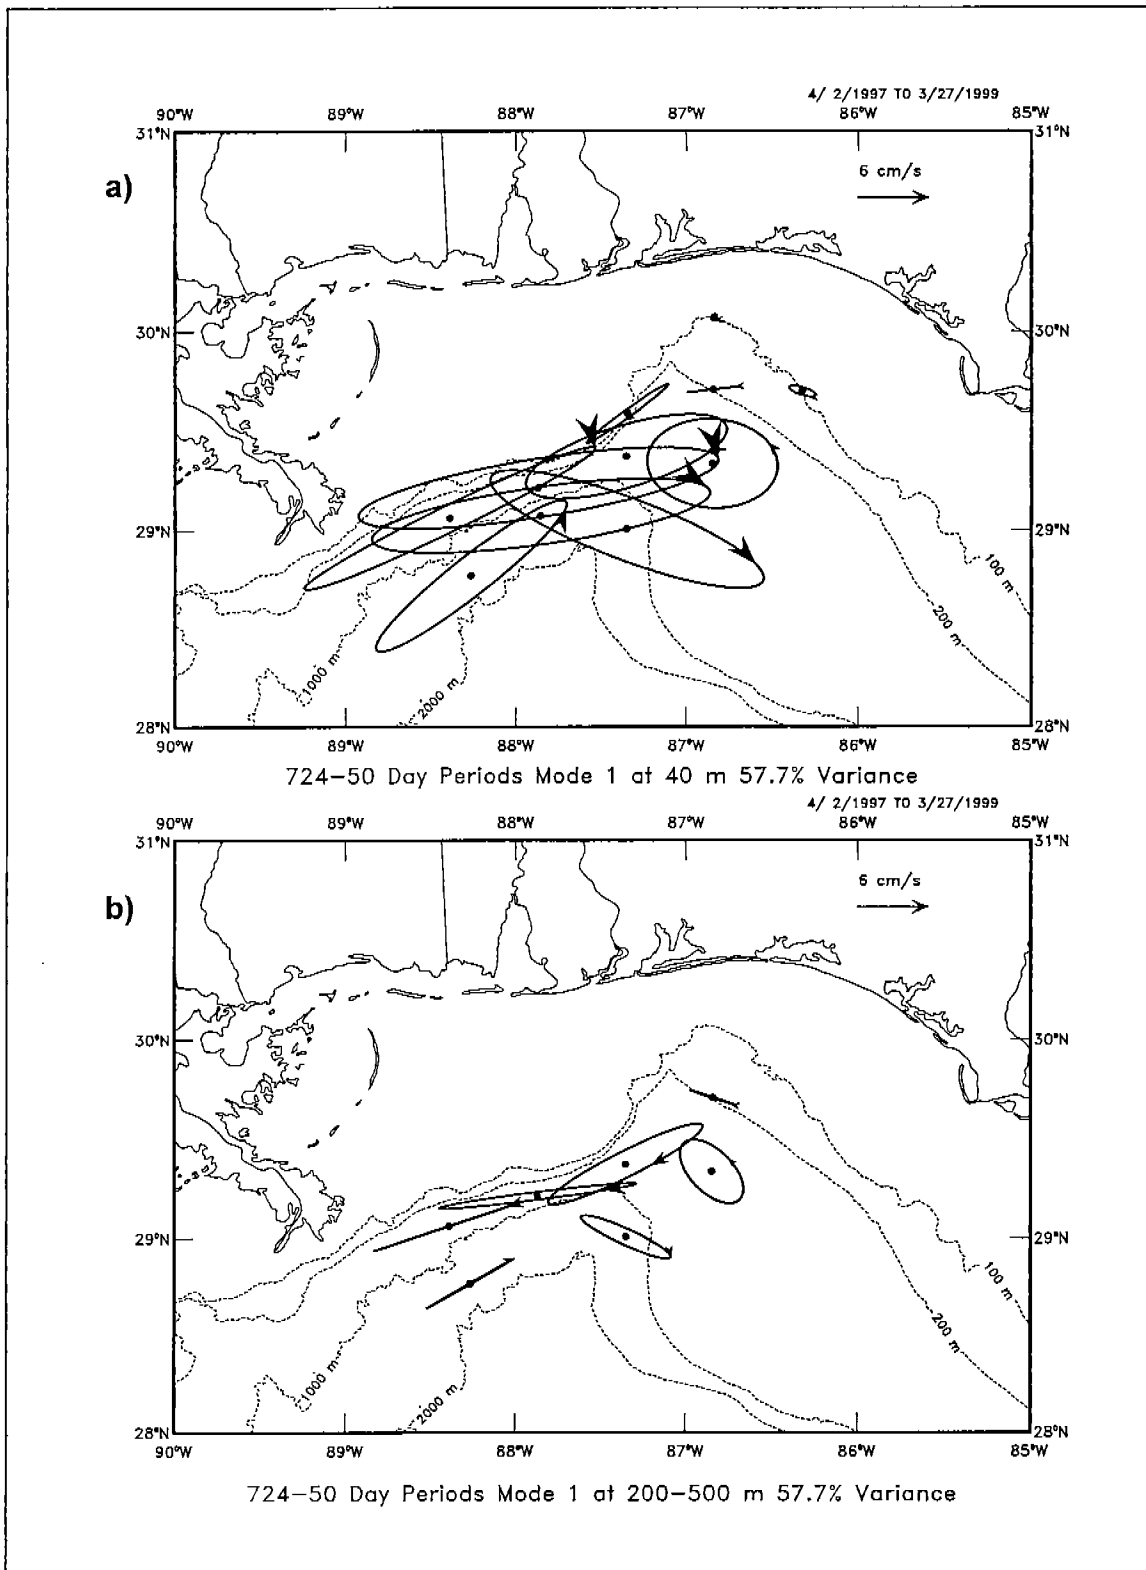 4/ 2/1997 TO 3/27/1999
90°W 89°W 88°W 87°W 86°W 85°W
31°N 31°N
a)
6 cm/s
30°N 30°N
29°N 29°N
100 m
200 m
1000 m
2000 m
28°N 28°N
90°W 89°W 88°W 87°W 86°W 85°W
724-50 Day Periods Mode 1 at 40 m 57.7% Variance
4/ 2/1997 TO 3/27/1999
90°W 89°W 88°W 87°W 86°W 85°W
31°N 31°N
6 cm/s
b)
30°N 30°N
29°N 29°N
100 m
200 m
1000 m
2000 m
28°N 28°N
90°W 89°W 88°W 87°W 86°W 85°W
724-50 Day Periods Mode 1 at 200-500 m 57.7% Variance